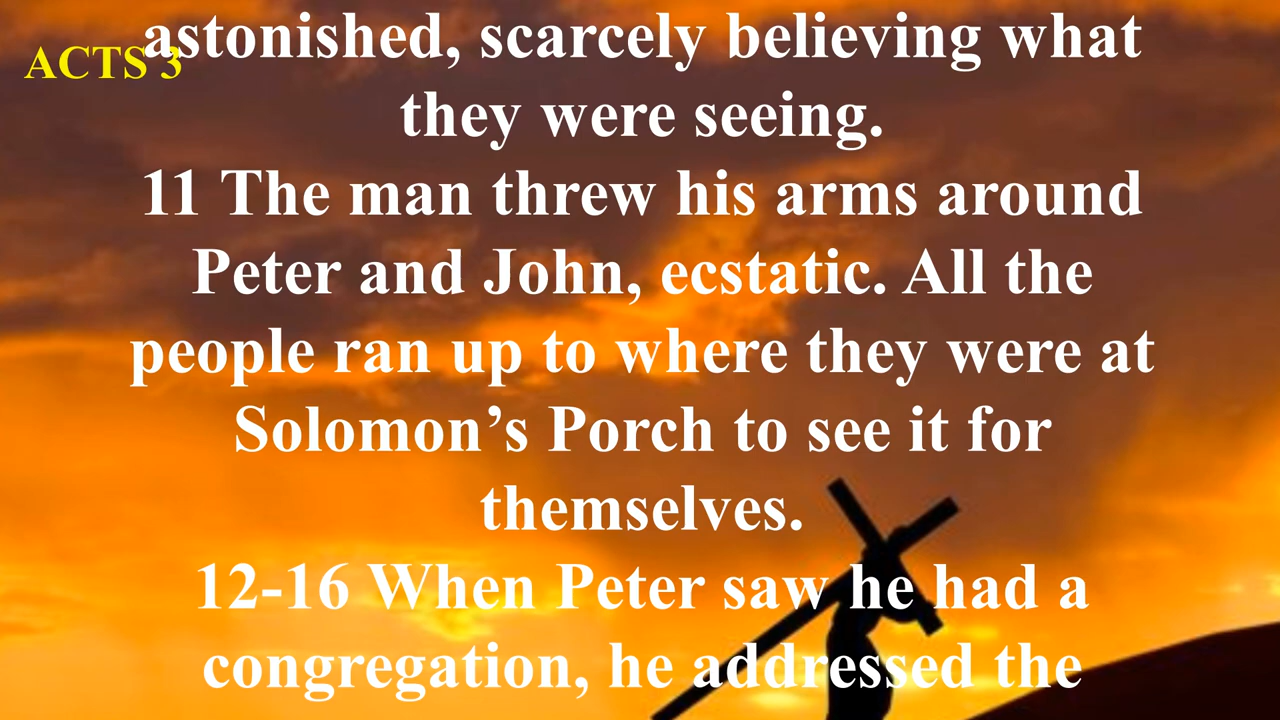 ACTS 3
astonished, scarcely believing what
they were seeing.
11 The man threw his arms around
Peter and John, ecstatic. All the
people ran up to where they were at
Solomon’s Porch to see it for
themselves.
12-16 When Peter saw he had a
congregation, he addressed the